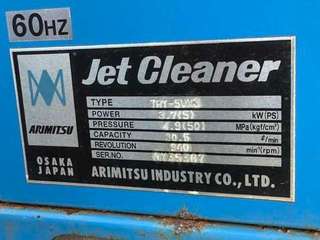 60HZ
Jet Cleaner
TYPE
POWER 3.7(5) kW(PS)
PRESSURE 4.9(50) MPa(kgf/cm²)
CAPACITY ℓ/min
REVOLUTION min⁻¹(rpm)
SER.NO.
ARIMITSU
OSAKA
JAPAN
ARIMITSU INDUSTRY CO., LTD.